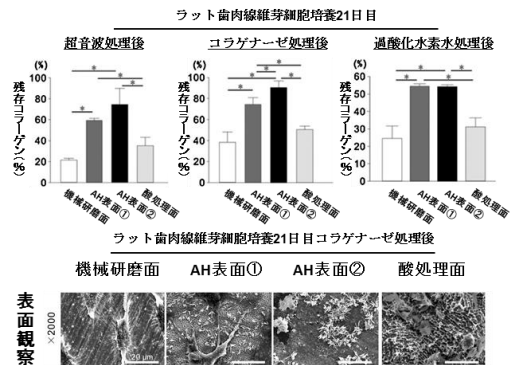 ラット歯肉線維芽細胞培養21日目
超音波処理後
コラゲナーゼ処理後
過酸化水素水処理後
(%)
残存コラーゲン(%)
100
80
60
40
20
0
* * * *
機械研磨面
AH表面①
AH表面②
酸処理面
(%)
残存コラーゲン(%)
100
80
60
40
20
0
* * * * *
機械研磨面
AH表面①
AH表面②
酸処理面
(%)
残存コラーゲン(%)
60
50
40
30
20
10
0
* * * *
機械研磨面
AH表面①
AH表面②
酸処理面
ラット歯肉線維芽細胞培養21日目コラゲナーゼ処理後
機械研磨面 AH表面① AH表面② 酸処理面
表面観察
×2000
20 μm